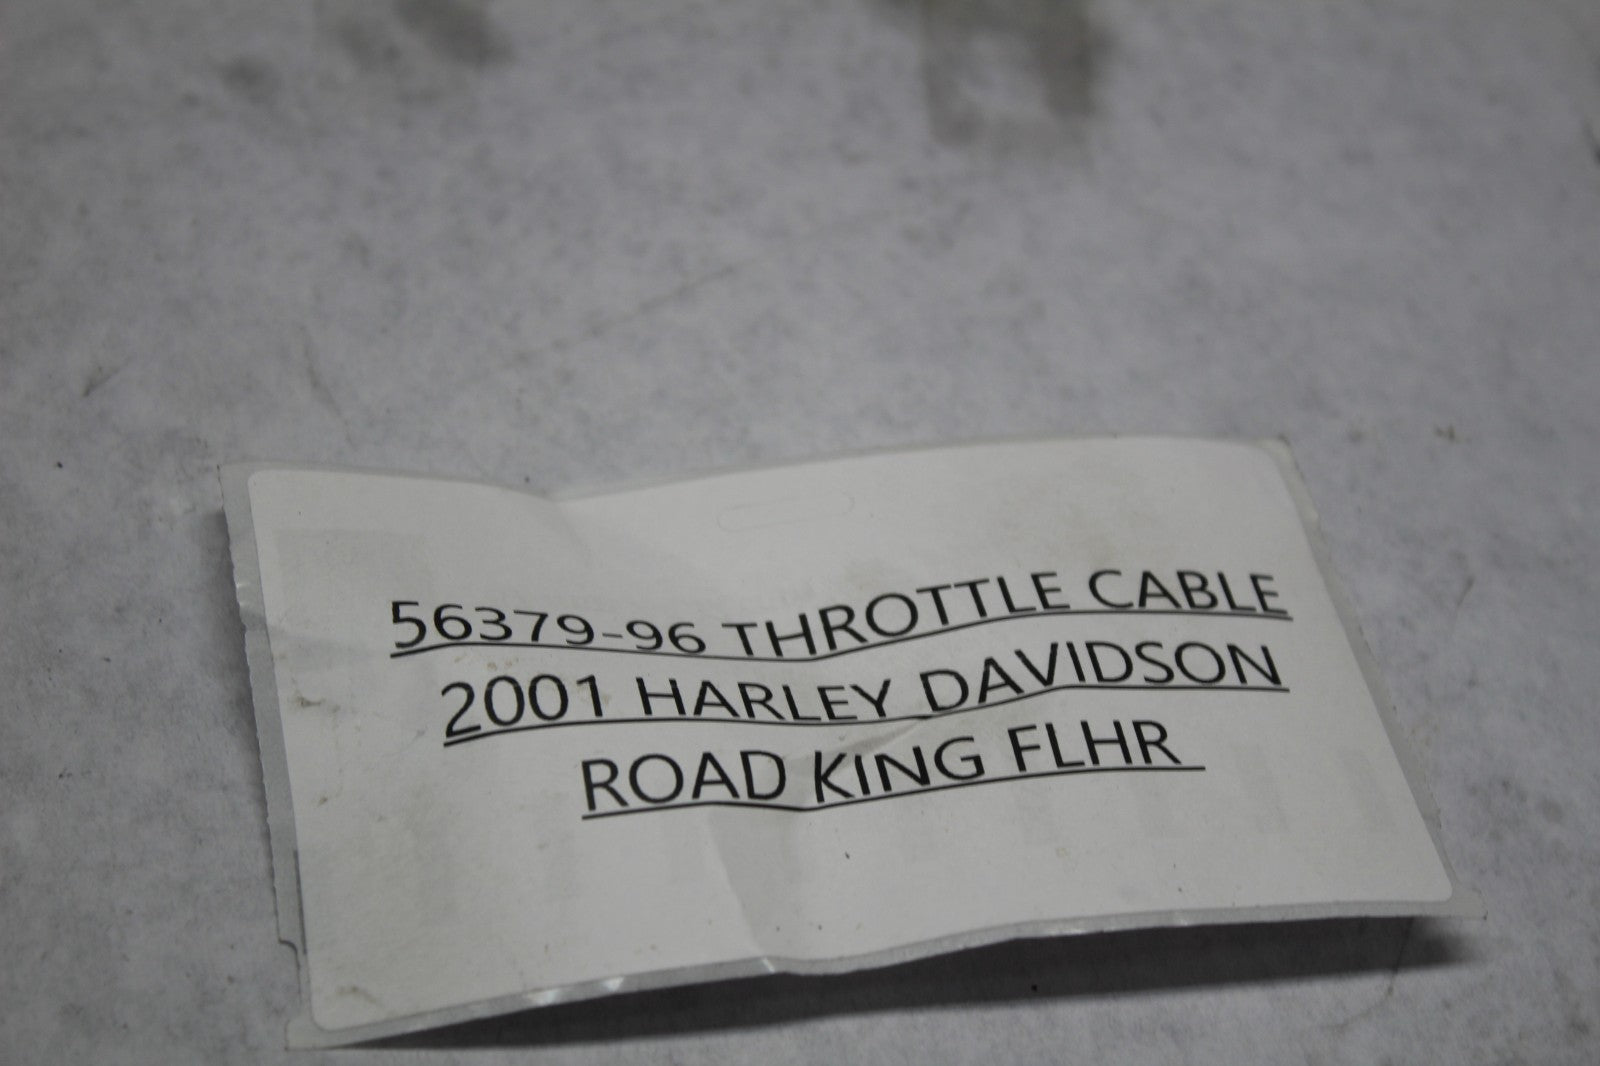 56379-96 THROTTLE CABLE
2001 HARLEY DAVIDSON
ROAD KING FLHR